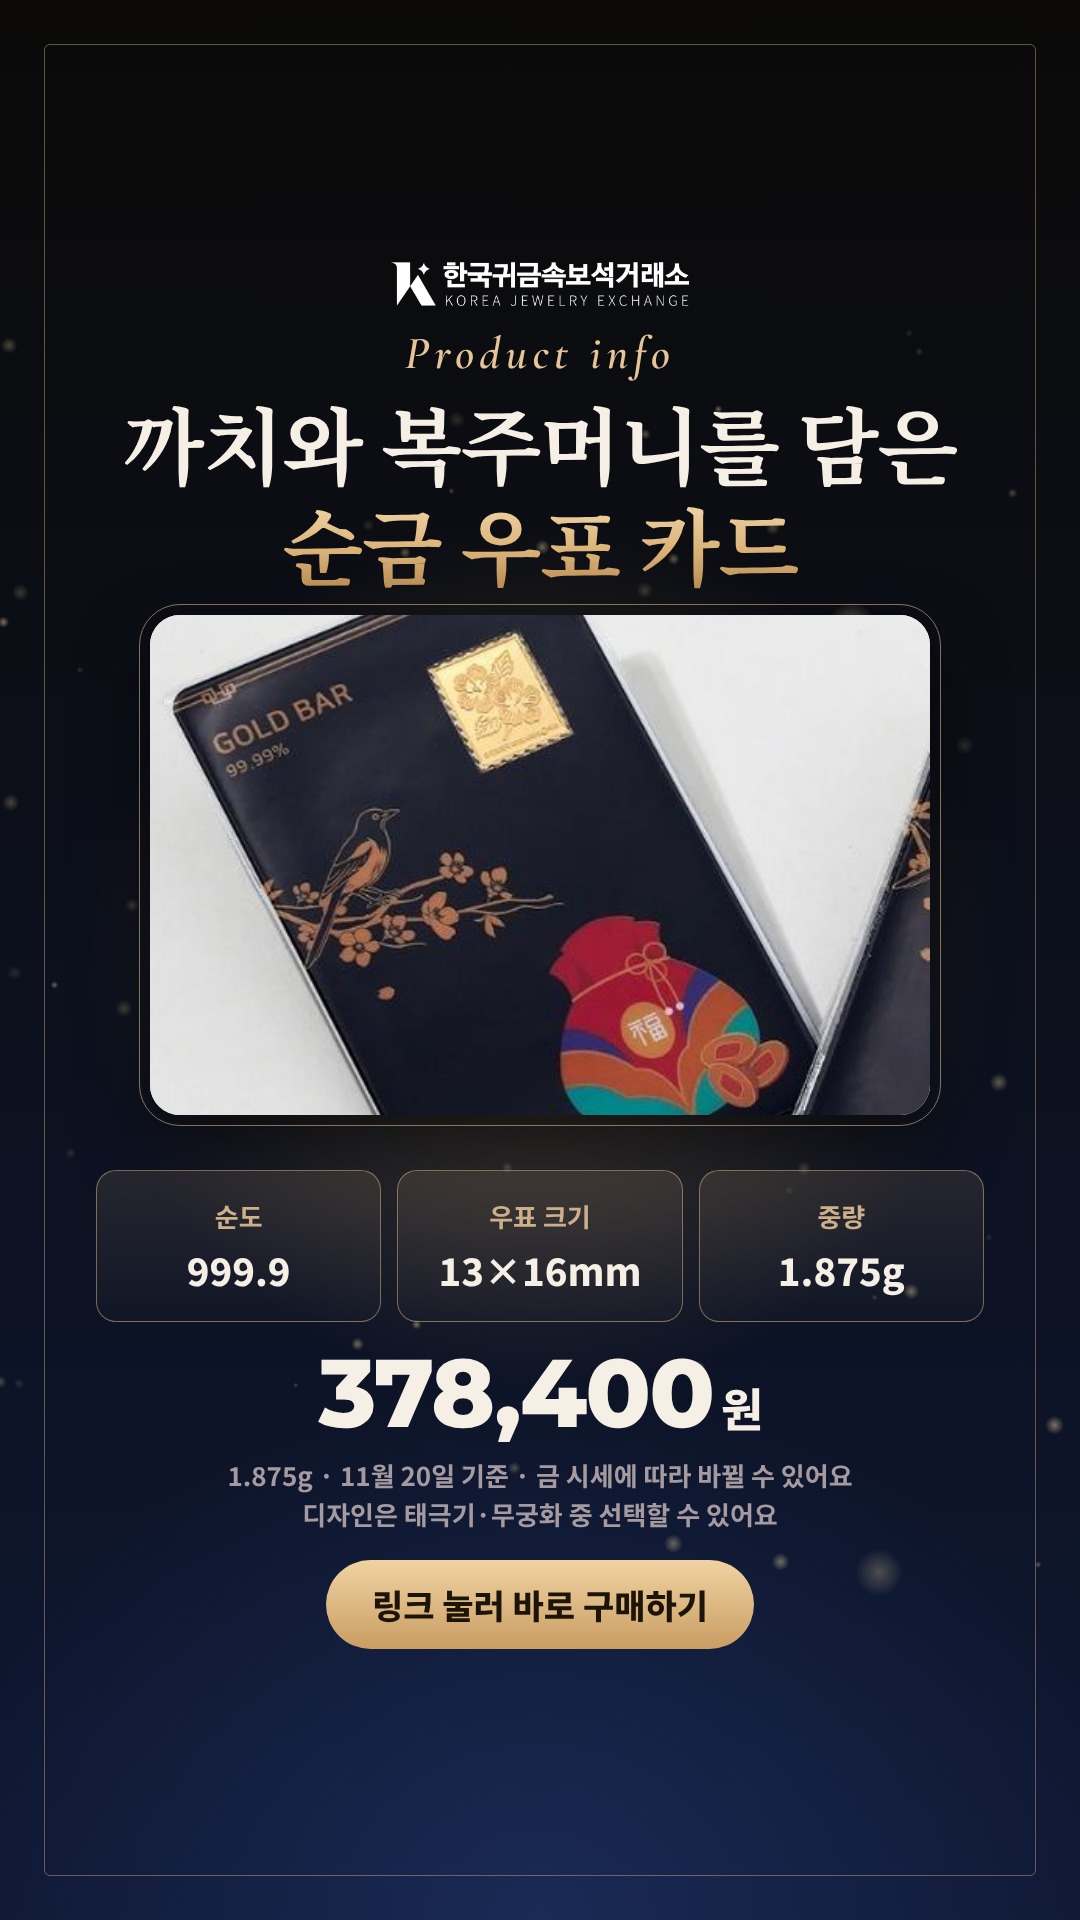 한국귀금속보석거래소
KOREA JEWELRY EXCHANGE
Product info
까치와 복주머니를 담은
순금 우표 카드
GOLD BAR
99.99%
福
순도
999.9
우표 크기
13×16mm
중량
1.875g
378,400원
1.875g · 11월 20일 기준 · 금 시세에 따라 바뀔 수 있어요
디자인은 태극기·무궁화 중 선택할 수 있어요
링크 눌러 바로 구매하기